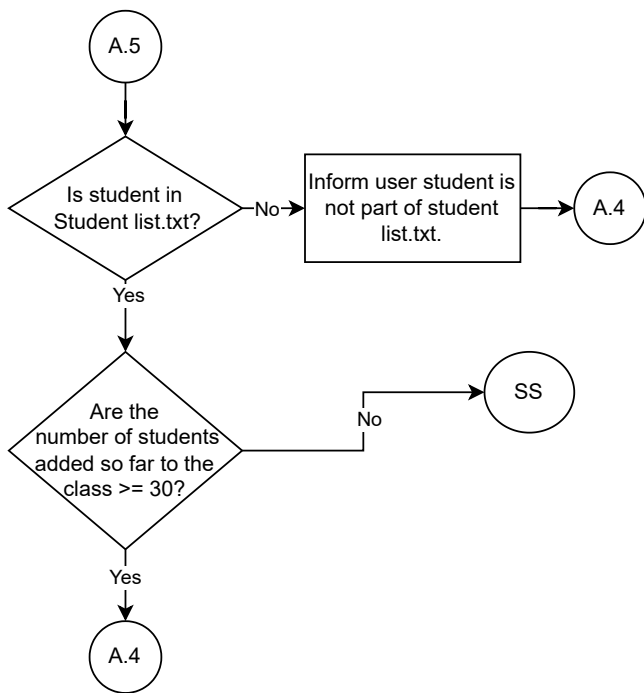 A.5
Is student in
Student list.txt?
No
Inform user student is
not part of student
list.txt.
A.4
Yes
Are the
number of students
added so far to the
class >= 30?
No
SS
Yes
A.4